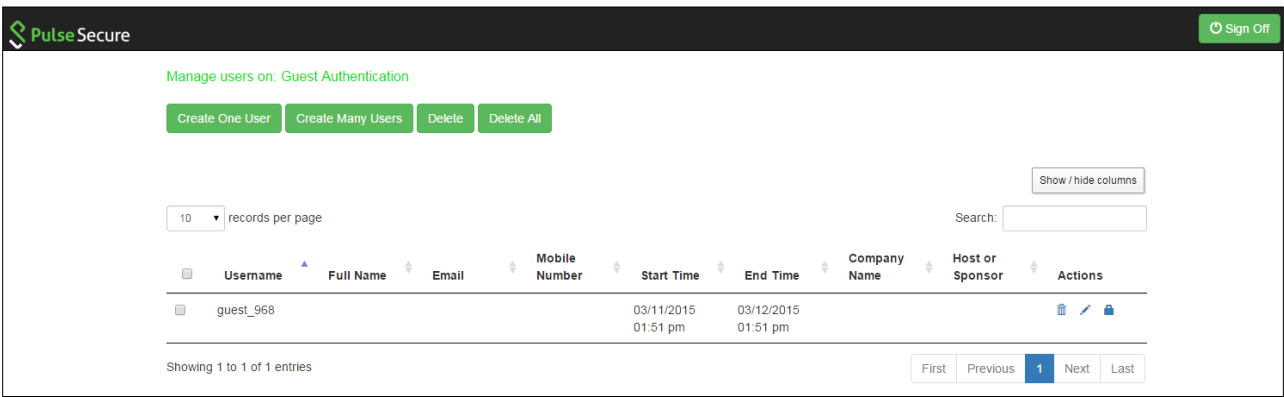 Pulse Secure
Sign Off
Manage users on: Guest Authentication
Create One User Create Many Users Delete Delete All
Show / hide columns
10 records per page Search:
Username Full Name Email Mobile Number Start Time End Time Company Name Host or Sponsor Actions
guest_968 03/11/2015 01:51 pm 03/12/2015 01:51 pm
Showing 1 to 1 of 1 entries First Previous 1 Next Last